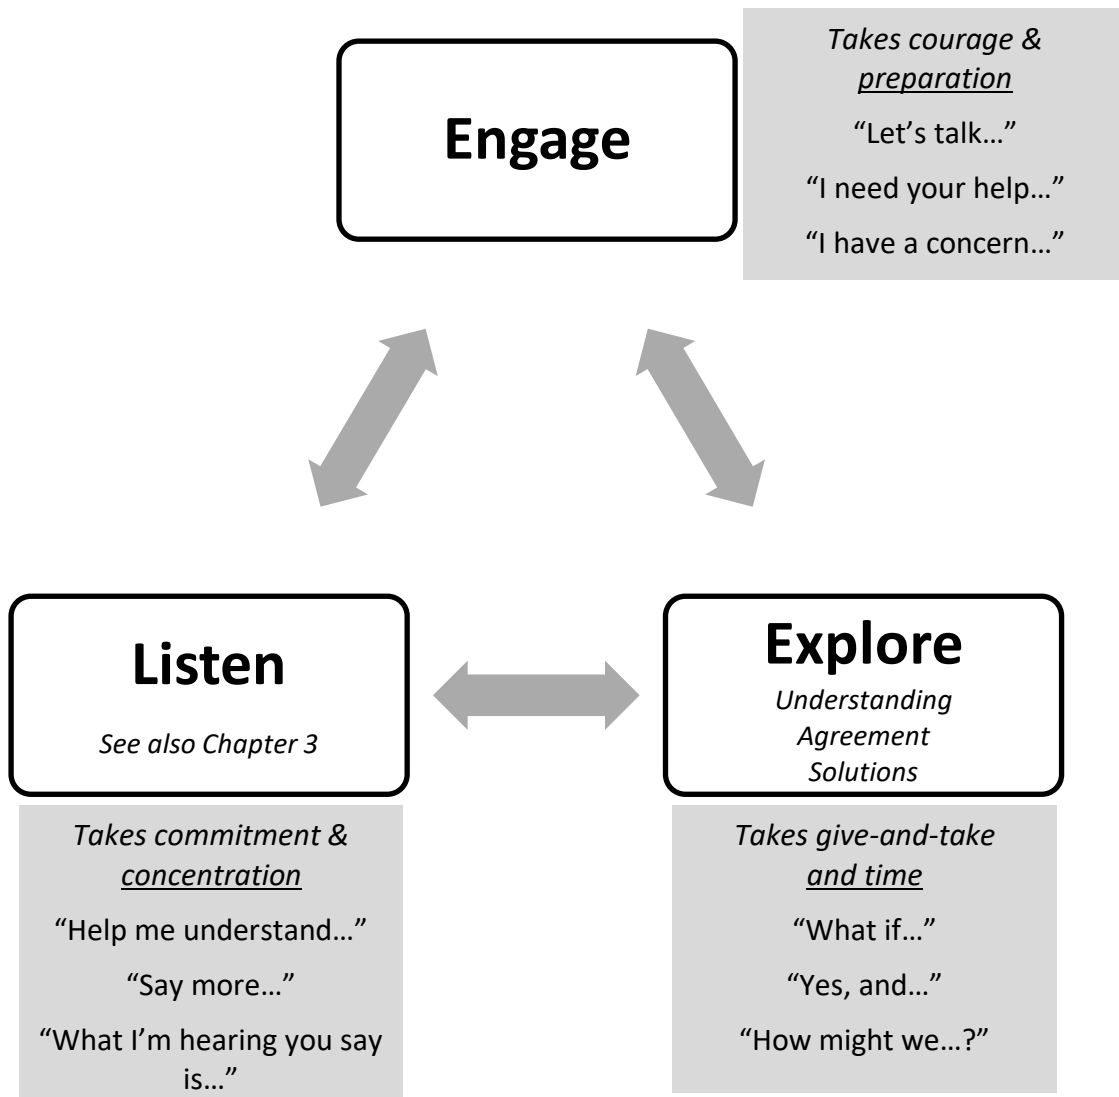 Engage
Takes courage &
preparation
“Let’s talk…”
“I need your help…”
“I have a concern…”
Listen
See also Chapter 3
Takes commitment &
concentration
“Help me understand…”
“Say more…”
“What I’m hearing you say
is…”
Explore
Understanding
Agreement
Solutions
Takes give-and-take
and time
“What if…”
“Yes, and…”
“How might we…?”